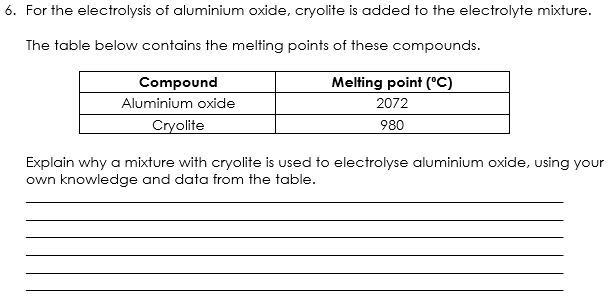 6. For the electrolysis of aluminium oxide, cryolite is added to the electrolyte mixture.
The table below contains the melting points of these compounds.
Compound Melting point (°C)
Aluminium oxide 2072
Cryolite 980
Explain why a mixture with cryolite is used to electrolyse aluminium oxide, using your
own knowledge and data from the table.